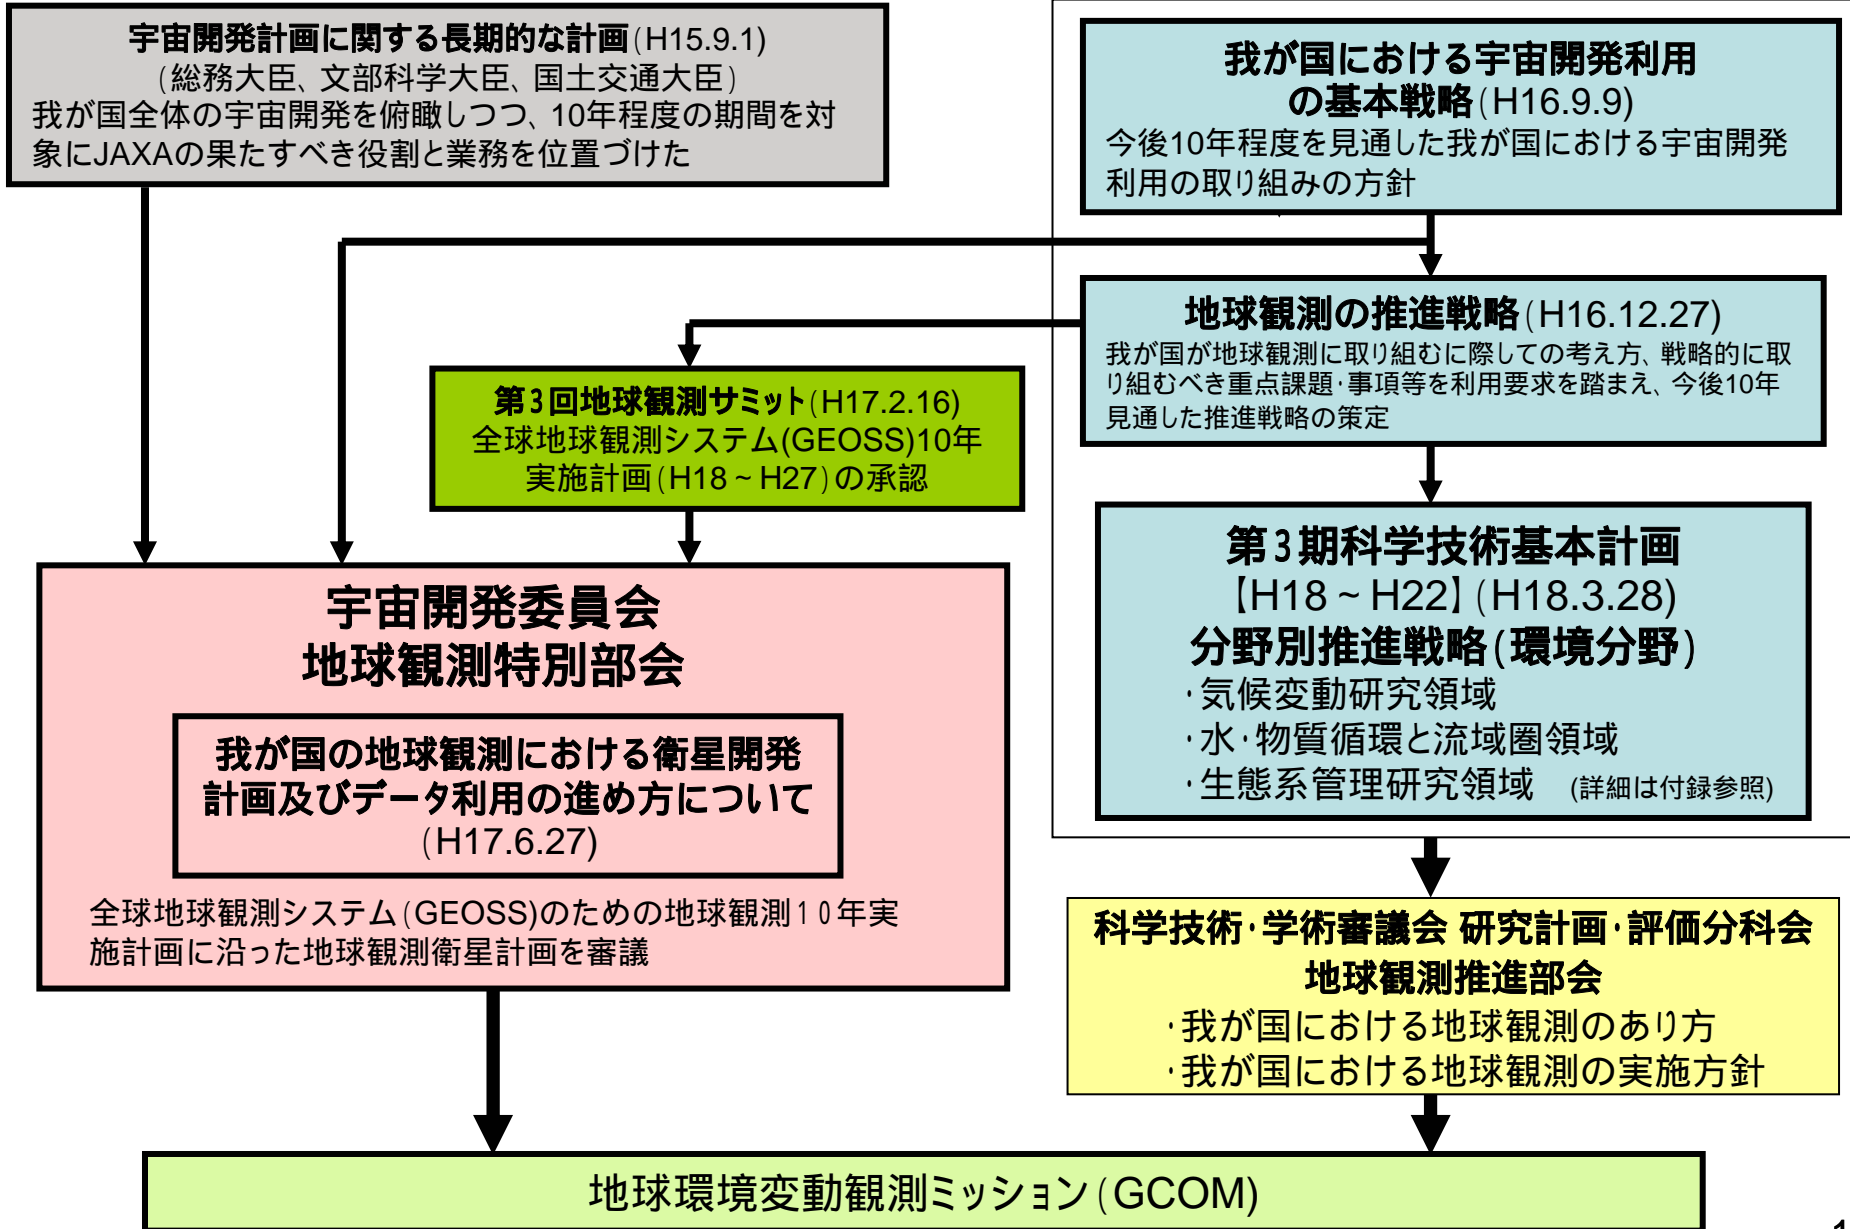 宇宙開発計画に関する長期的な計画(H15.9.1)
(総務大臣、文部科学大臣、国土交通大臣)
我が国全体の宇宙開発を俯瞰しつつ、10年程度の期間を対
象にJAXAの果たすべき役割と業務を位置づけた
我が国における宇宙開発利用
の基本戦略(H16.9.9)
今後10年程度を見通した我が国における宇宙開発
利用の取り組みの方針
地球観測の推進戦略(H16.12.27)
我が国が地球観測に取り組むに際しての考え方、戦略的に取
り組むべき重点課題・事項等を利用要求を踏まえ、今後10年
見通した推進戦略の策定
第3回地球観測サミット(H17.2.16)
全球地球観測システム(GEOSS)10年
実施計画(H18~H27)の承認
第3期科学技術基本計画
【H18~H22】(H18.3.28)
分野別推進戦略(環境分野)
・気候変動研究領域
・水・物質循環と流域圏領域
・生態系管理研究領域 (詳細は付録参照)
宇宙開発委員会
地球観測特別部会
我が国の地球観測における衛星開発
計画及びデータ利用の進め方について
(H17.6.27)
全球地球観測システム(GEOSS)のための地球観測10年実
施計画に沿った地球観測衛星計画を審議
科学技術・学術審議会 研究計画・評価分科会
地球観測推進部会
・我が国における地球観測のあり方
・我が国における地球観測の実施方針
地球環境変動観測ミッション(GCOM)